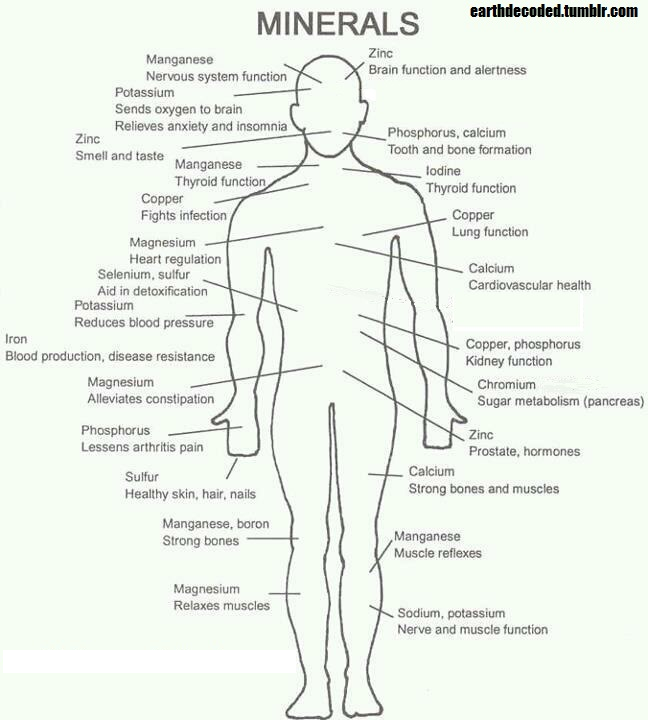 earthdecoded.tumblr.com
MINERALS
Manganese
Nervous system function
Zinc
Brain function and alertness
Potassium
Sends oxygen to brain
Relieves anxiety and insomnia
Phosphorus, calcium
Tooth and bone formation
Zinc
Smell and taste
Manganese
Thyroid function
Iodine
Thyroid function
Copper
Fights infection
Copper
Lung function
Magnesium
Heart regulation
Calcium
Cardiovascular health
Selenium, sulfur
Aid in detoxification
Potassium
Reduces blood pressure
Iron
Blood production, disease resistance
Copper, phosphorus
Kidney function
Magnesium
Alleviates constipation
Chromium
Sugar metabolism (pancreas)
Phosphorus
Lessens arthritis pain
Zinc
Prostate, hormones
Sulfur
Healthy skin, hair, nails
Calcium
Strong bones and muscles
Manganese, boron
Strong bones
Manganese
Muscle reflexes
Magnesium
Relaxes muscles
Sodium, potassium
Nerve and muscle function